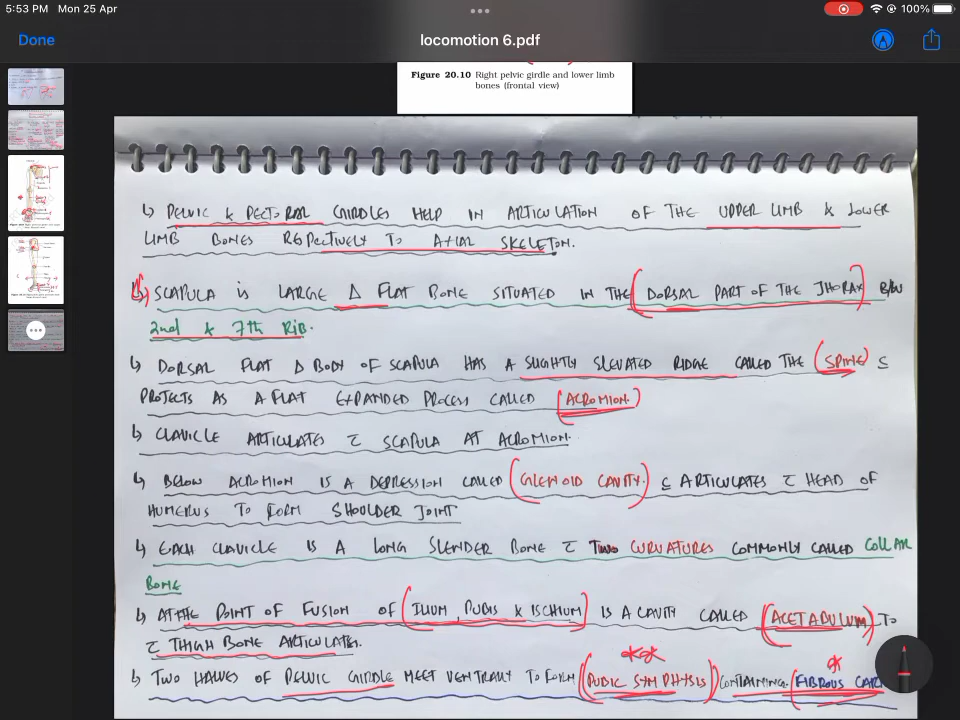 5:53 PM Mon 25 Apr
100%
Done
locomotion 6.pdf
Figure 20.10 Right pelvic girdle and lower limb
bones (frontal view)
↳ PELVIC & PECTORAL GIRDLES HELP IN ARTICULATION OF THE UPPER LIMB & LOWER
LIMB BONES RESPECTIVELY TO AXIAL SKELETON.
↳ SCAPULA is LARGE Δ FLAT BONE SITUATED IN THE (DORSAL PART OF THE THORAX) B/W
2nd & 7th RIB.
↳ DORSAL FLAT Δ BODY OF SCAPULA HAS A SLIGHTLY ELEVATED RIDGE CALLED THE (SPINE)
PROJECTS AS A FLAT EXPANDED PROCESS CALLED (ACROMION.)
↳ CLAVICLE ARTICULATES SCAPULA AT ACROMION.
↳ BELOW ACROMION IS A DEPRESSION CALLED (GLENOID CAVITY.) ARTICULATES HEAD OF
HUMERUS TO FORM SHOULDER JOINT
↳ EACH CLAVICLE IS A LONG SLENDER BONE TWO CURVATURES COMMONLY CALLED COLLAR
BONE
↳ AT THE POINT OF FUSION OF (ILIUM, PUBIS & ISCHIUM) IS A CAVITY CALLED (ACETABULUM) TO
THIGH BONE ARTICULATES.
↳ TWO HALVES OF PELVIC GIRDLE MEET VENTRALLY TO FORM (PUBIC SYMPHYSIS) CONTAINING (FIBROUS CART